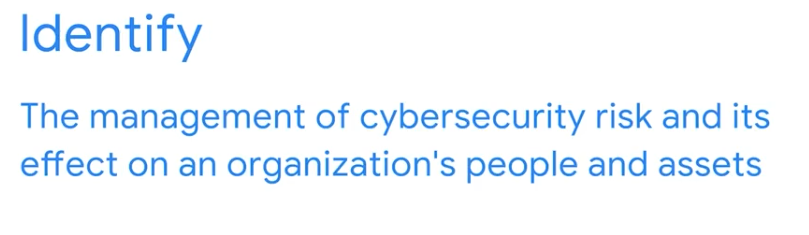 Identify
The management of cybersecurity risk and its
effect on an organization's people and assets